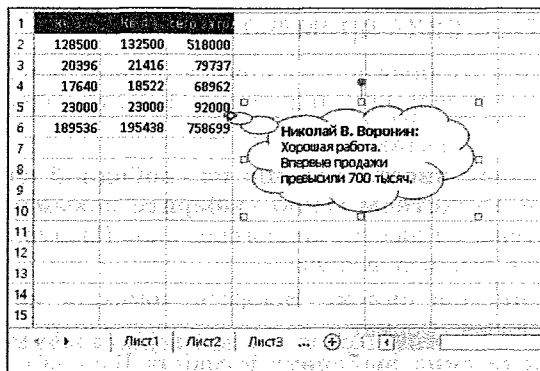 1
2 128500 132500 518000
3 20396 21416 79737
4 17640 18522 68962
5 23000 23000 92000
6 189536 195438 758699
Николай В. Воронин:
Хорошая работа.
Впервые продажи
превысили 700 тысяч.
7
8
9
10
11
12
13
14
15
Лист1 Лист2 Лист3 ...